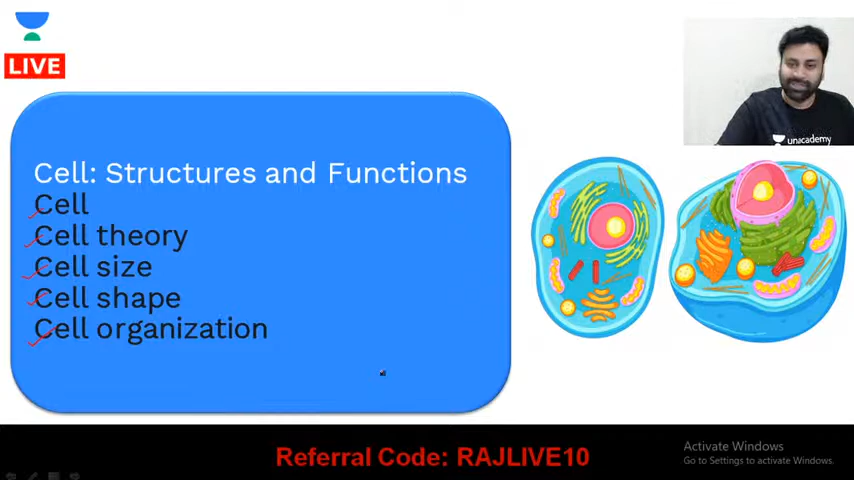 LIVE
unacademy
Cell: Structures and Functions
Cell
Cell theory
Cell size
Cell shape
Cell organization
Referral Code: RAJLIVE10
Activate Windows
Go to Settings to activate Windows.